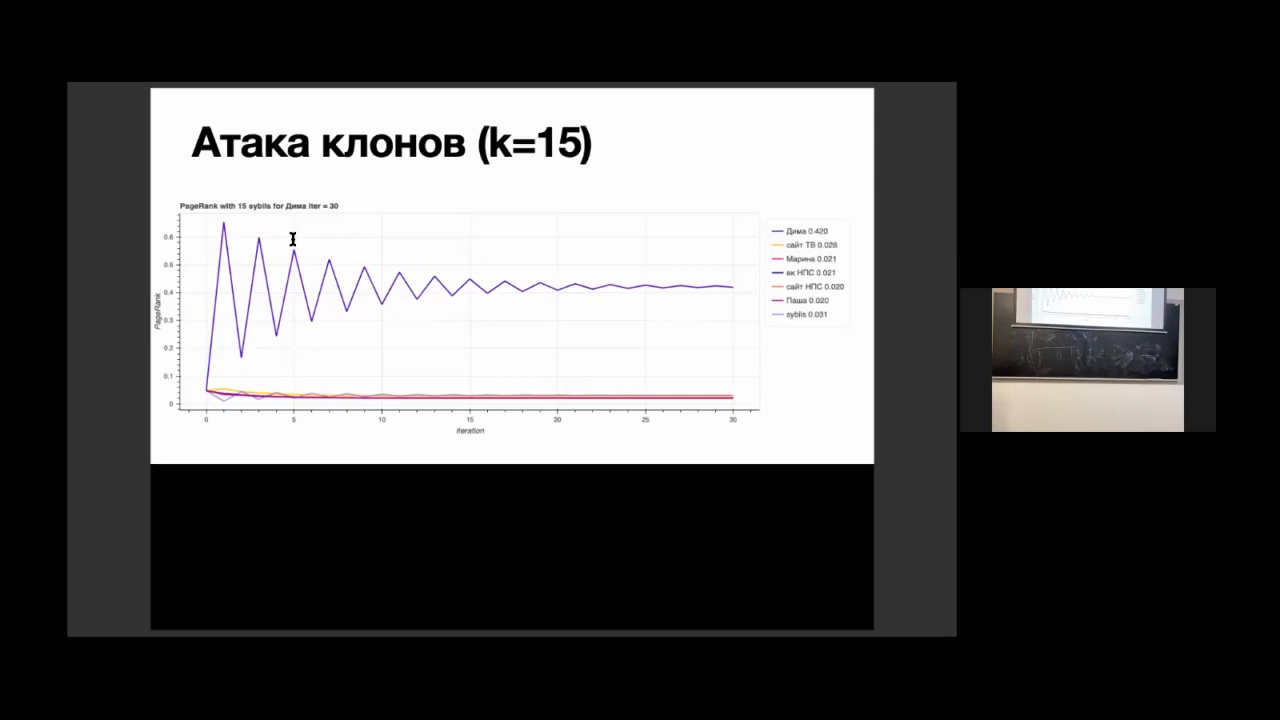 Атака клонов (k=15)
PageRank with 15 sybils for Дима iter = 30
PageRank
0.6
0.5
0.4
0.3
0.2
0.1
0
0 5 10 15 20 25 30
iteration
Дима 0.420
сайт ТВ 0.026
Марина 0.021
вк НПС 0.021
сайт НПС 0.020
Паша 0.020
sybils 0.031